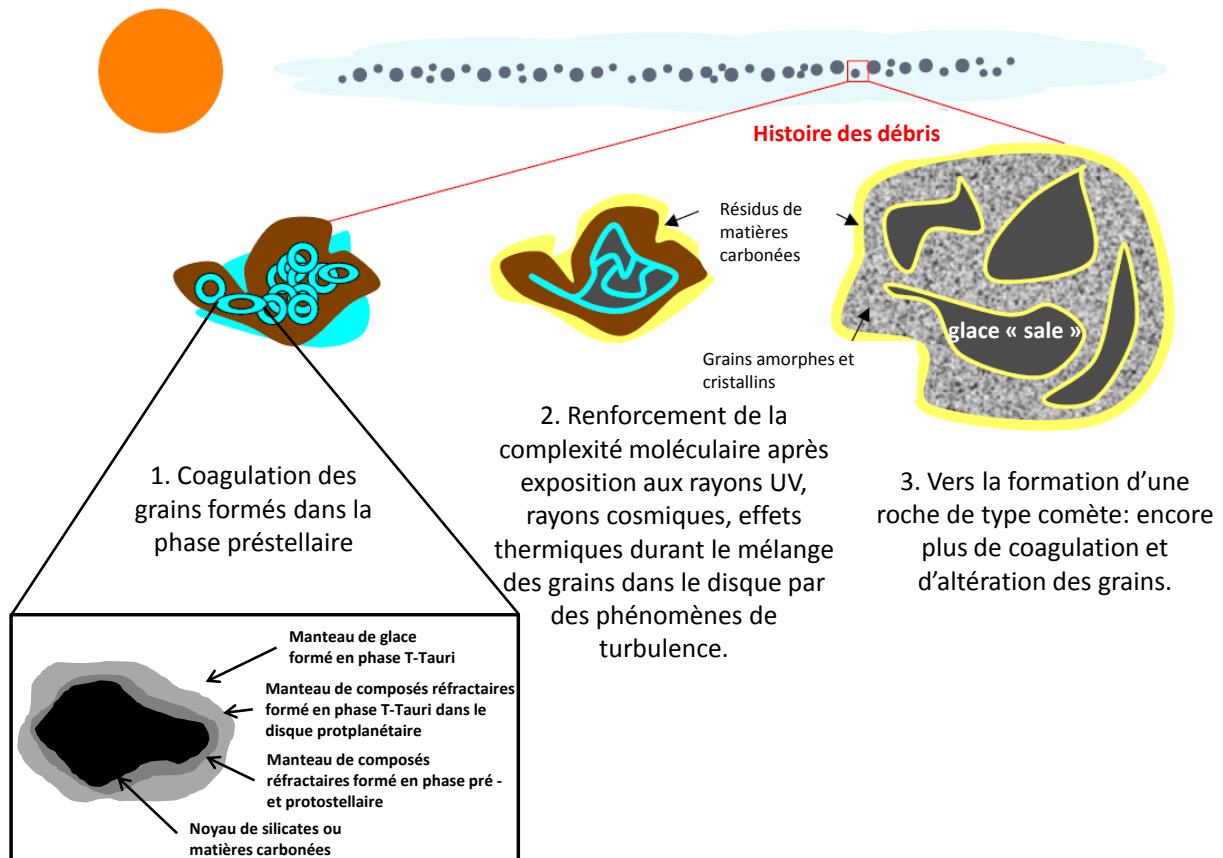 Histoire des débris
Résidus de
matières
carbonées
glace « sale »
Grains amorphes et
cristallins
1. Coagulation des
grains formés dans la
phase préstellaire
2. Renforcement de la
complexité moléculaire après
exposition aux rayons UV,
rayons cosmiques, effets
thermiques durant le mélange
des grains dans le disque par
des phénomènes de
turbulence.
3. Vers la formation d’une
roche de type comète: encore
plus de coagulation et
d’altération des grains.
Manteau de glace
formé en phase T-Tauri
Manteau de composés réfractaires
formé en phase T-Tauri dans le
disque protplanétaire
Manteau de composés
réfractaires formé en phase pré -
et protostellaire
Noyau de silicates ou
matières carbonées